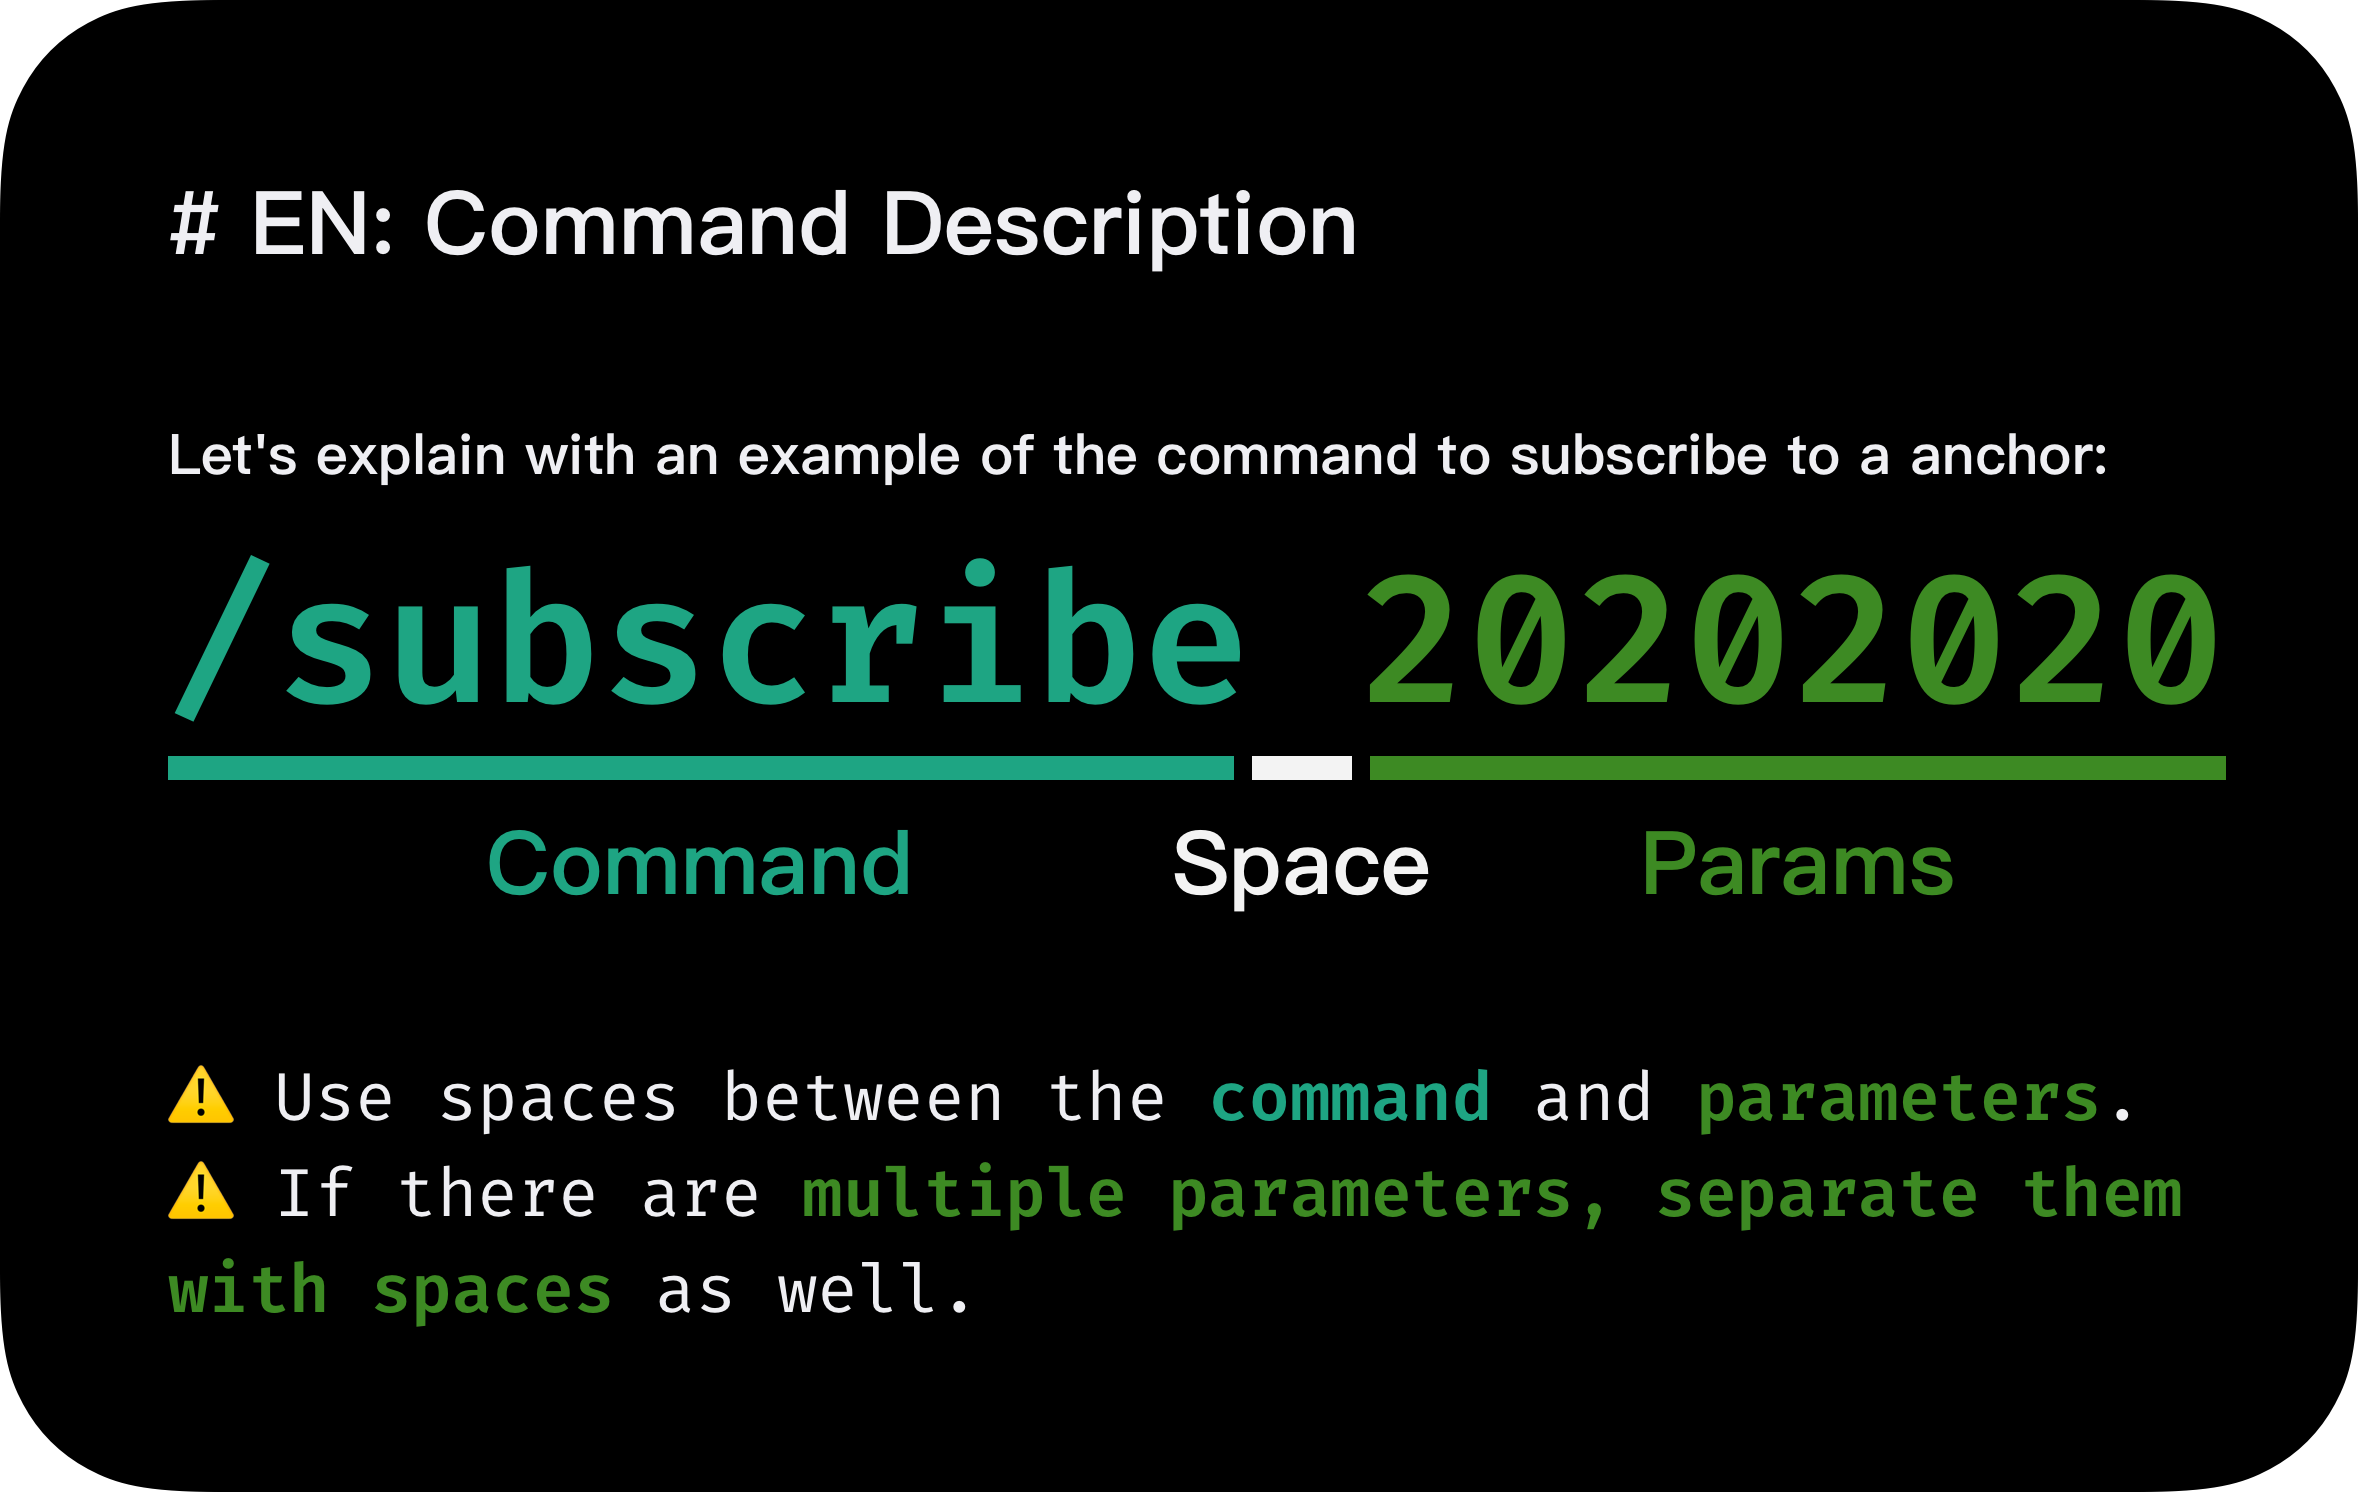 # EN: Command Description
Let's explain with an example of the command to subscribe to a anchor:
/subscribe 20202020
Command Space Params
⚠️ Use spaces between the command and parameters.
⚠️ If there are multiple parameters, separate them
with spaces as well.